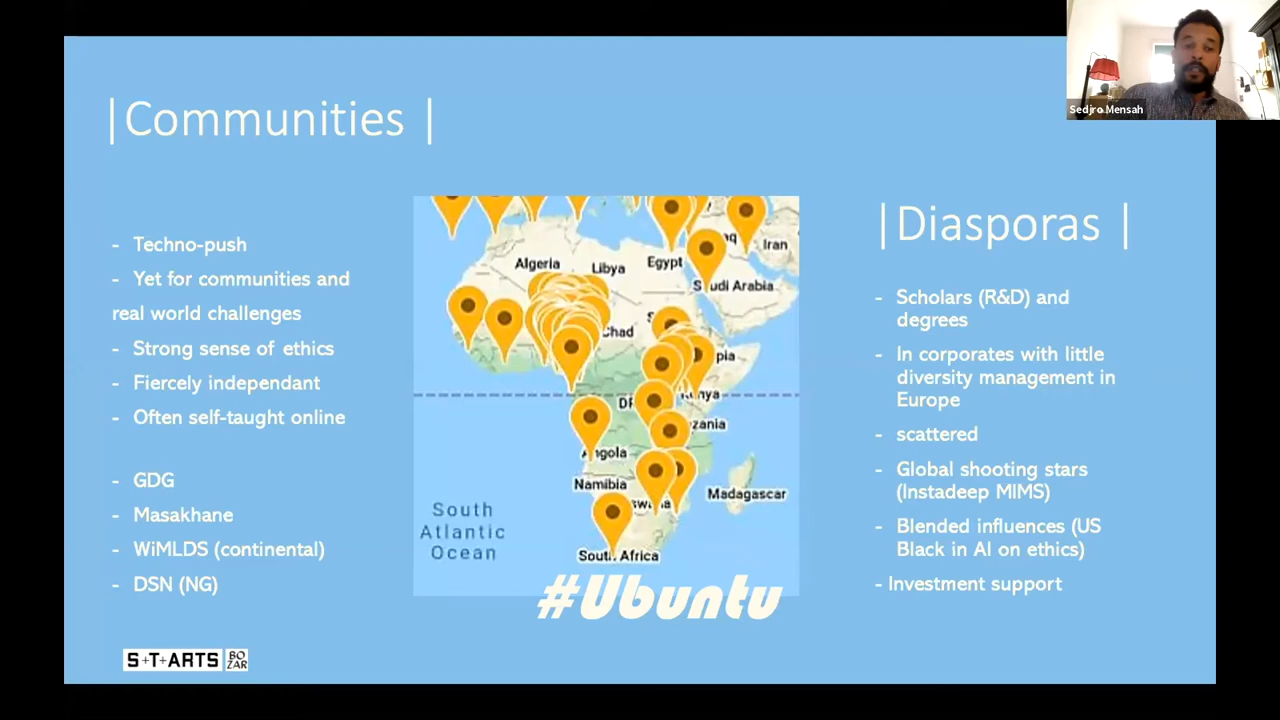 |Communities |
- Techno-push
- Yet for communities and
real world challenges
- Strong sense of ethics
- Fiercely independant
- Often self-taught online
- GDG
- Masakhane
- WiMLDS (continental)
- DSN (NG)
Algeria
Libya
Egypt
Iran
Saudi Arabia
Chad
Angola
Namibia
Madagascar
South
Atlantic
Ocean
South Africa
#Ubuntu
|Diasporas |
- Scholars (R&D) and
degrees
- In corporates with little
diversity management in
Europe
- scattered
- Global shooting stars
(Instadeep MIMS)
- Blended influences (US
Black in AI on ethics)
- Investment support
S+T+ARTS
BO
ZAR
Sedjro Mensah